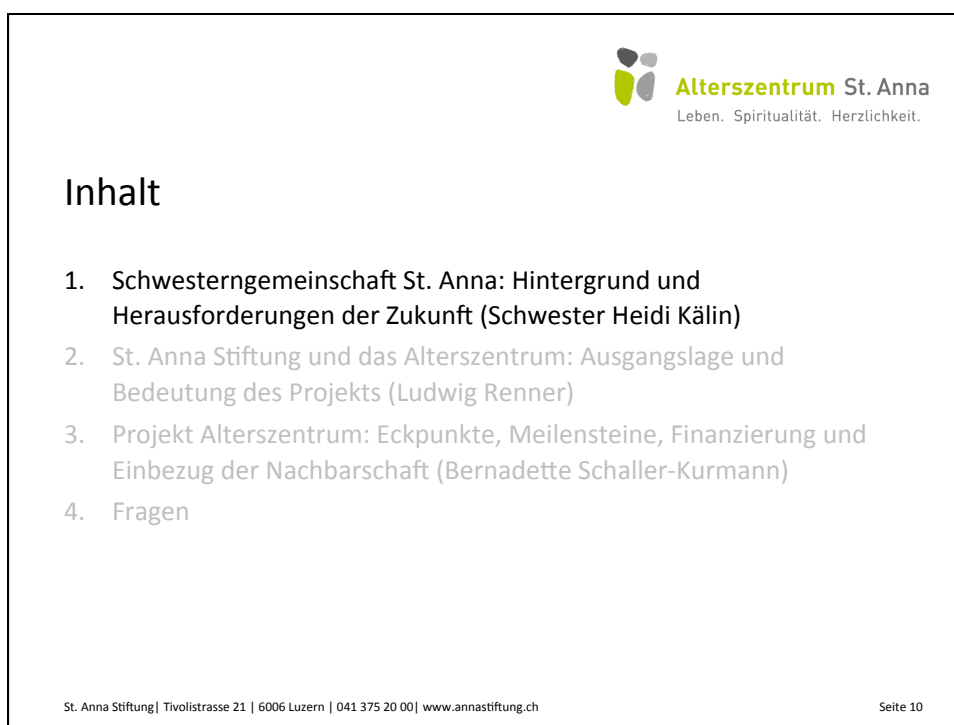 Alterszentrum St. Anna
Leben. Spiritualität. Herzlichkeit.
Inhalt
1. Schwesterngemeinschaft St. Anna: Hintergrund und
Herausforderungen der Zukunft (Schwester Heidi Kälin)
2. St. Anna Stiftung und das Alterszentrum: Ausgangslage und
Bedeutung des Projekts (Ludwig Renner)
3. Projekt Alterszentrum: Eckpunkte, Meilensteine, Finanzierung und
Einbezug der Nachbarschaft (Bernadette Schaller-Kurmann)
4. Fragen
St. Anna Stiftung| Tivolistrasse 21 | 6006 Luzern | 041 375 20 00| www.annastiftung.ch Seite 10